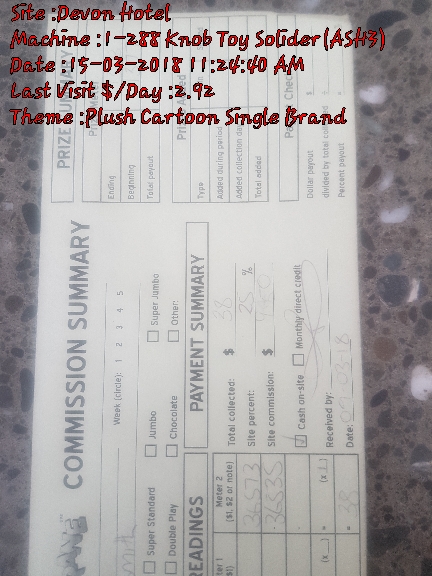 Site :Devon Hotel
Machine :1-288 Knob Toy Solider(ASH3)
Date :15-03-2018 11:24:40 AM
Last Visit $/Day :2.92
Theme :Plush Cartoon Single Brand
COMMISSION SUMMARY
Week (circle): 1 2 3 4 5
Super Standard
Jumbo
Super Jumbo
Double Play
Chocolate
Other:
READINGS
Meter 2
($1, $2 or note)
36573
36535
38
PAYMENT SUMMARY
Total collected: $ 38
Site percent: 25 %
Site commission: $
Cash on-site
Monthly direct credit
Received by:
Date:
PRIZE
Ending
Beginning
Total payout
Type
Added during period
Added collection
Total added
Check
Dollar payout $
divided by total collected
Percent payout